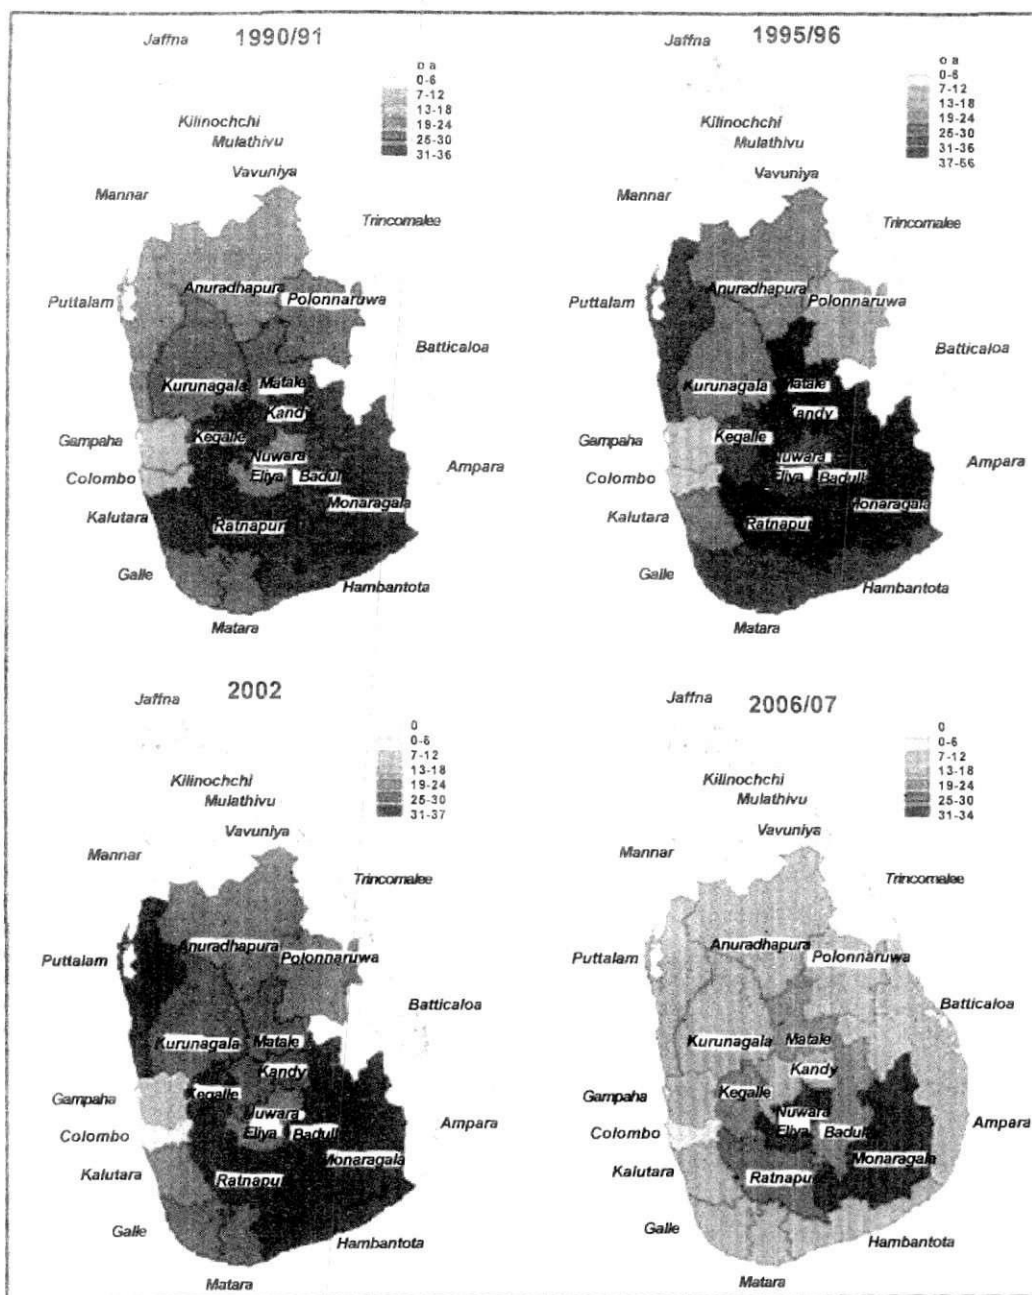 Jaffna 1990/91
o a
0-6
7-12
13-18
19-24
25-30
31-36
Kilinochchi
Mulathivu
Vavuniya
Mannar
Trincomalee
Anuradhapura
Puttalam
Polonnaruwa
Batticaloa
Kurunagala
Matale
Kandy
Gampaha
Kegalle
Nuwara
Ampara
Colombo
Eliya
Badull
Monaragala
Kalutara
Ratnapur
Galle
Hambantota
Matara
Jaffna 1995/96
o a
0-6
7-12
13-18
19-24
25-30
31-36
37-56
Kilinochchi
Mulathivu
Vavuniya
Mannar
Trincomalee
Anuradhapura
Puttalam
Polonnaruwa
Batticaloa
Kurunagala
Matale
Kandy
Gampaha
Kegalle
Nuwara
Ampara
Colombo
Eliya
Badull
Monaragala
Kalutara
Ratnapur
Galle
Hambantota
Matara
Jaffna 2002
0
0-6
7-12
13-18
19-24
25-30
31-37
Kilinochchi
Mulathivu
Vavuniya
Mannar
Trincomalee
Anuradhapura
Puttalam
Polonnaruwa
Batticaloa
Kurunagala
Matale
Kandy
Gampaha
Kegalle
Nuwara
Ampara
Colombo
Eliya
Badull
Monaragala
Kalutara
Ratnapur
Galle
Hambantota
Matara
Jaffna 2006/07
0
0-6
7-12
13-18
19-24
25-30
31-34
Kilinochchi
Mulathivu
Vavuniya
Mannar
Trincomalee
Anuradhapura
Puttalam
Polonnaruwa
Batticaloa
Kurunagala
Matale
Kandy
Gampaha
Kegalle
Nuwara
Ampara
Colombo
Eliya
Badull
Monaragala
Kalutara
Ratnapur
Galle
Hambantota
Matara